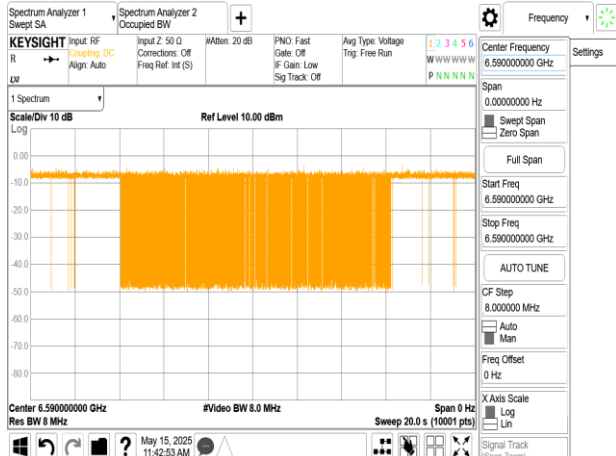 Spectrum Analyzer 1
Swept SA
Spectrum Analyzer 2
Occupied BW
+
Frequency
KEYSIGHT
R
LXI
Input: RF
Coupling: DC
Align: Auto
Input Z: 50 Ω
Corrections: Off
Freq Ref: Int (S)
#Atten: 20 dB
PNO: Fast
Gate: Off
IF Gain: Low
Sig Track: Off
Avg Type: Voltage
Trig: Free Run
1 2 3 4 5 6
W W W W W W
P N N N N N
1 Spectrum
Scale/Div 10 dB
Ref Level 10.00 dBm
Log
0.00
-10.0
-20.0
-30.0
-40.0
-50.0
-60.0
-70.0
-80.0
Center 6.590000000 GHz
#Video BW 8.0 MHz
Span 0 Hz
Res BW 8 MHz
Sweep 20.0 s (10001 pts)
?
May 15, 2025
11:42:53 AM
Center Frequency
6.590000000 GHz
Settings
Span
0.00000000 Hz
Swept Span
Zero Span
Full Span
Start Freq
6.590000000 GHz
Stop Freq
6.590000000 GHz
AUTO TUNE
CF Step
8.000000 MHz
Auto
Man
Freq Offset
0 Hz
X Axis Scale
Log
Lin
Signal Track
(Span Zoom)